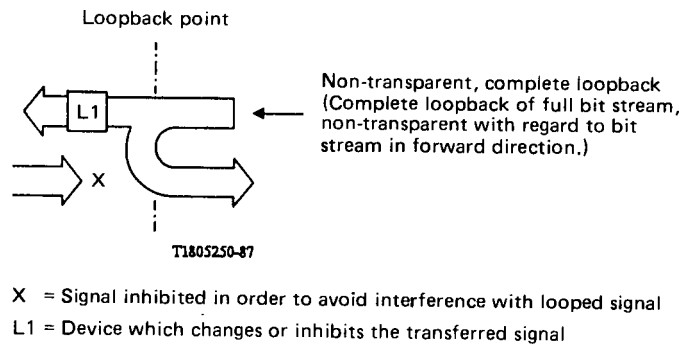 Loopback point
L1
Non-transparent, complete loopback
(Complete loopback of full bit stream,
non-transparent with regard to bit
stream in forward direction.)
X
T1805250-87
X = Signal inhibited in order to avoid interference with looped signal
L1 = Device which changes or inhibits the transferred signal